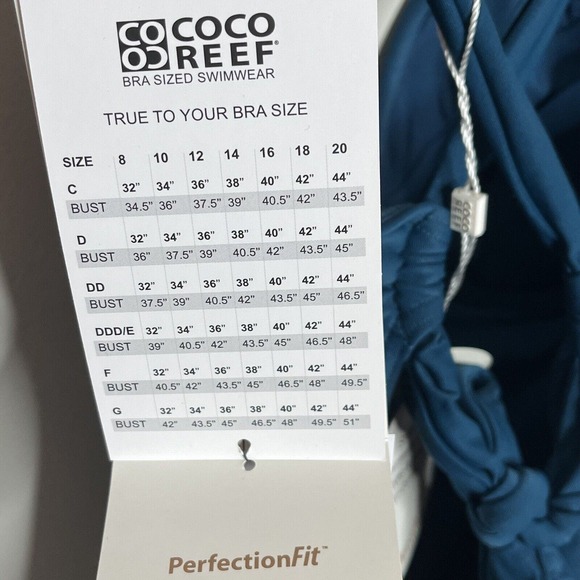 COCO
REEF®
BRA SIZED SWIMWEAR
TRUE TO YOUR BRA SIZE
SIZE 8 10 12 14 16 18 20
C 32" 34" 36" 38" 40" 42" 44"
BUST 34.5" 36" 37.5" 39" 40.5" 42" 43.5"
D 32" 34" 36" 38" 40" 42" 44"
BUST 36" 37.5" 39" 40.5" 42" 43.5" 45"
DD 32" 34" 36" 38" 40" 42" 44"
BUST 37.5" 39" 40.5" 42" 43.5" 45" 46.5"
DDD/E 32" 34" 36" 38" 40" 42" 44"
BUST 39" 40.5" 42" 43.5" 45" 46.5" 48"
F 32" 34" 36" 38" 40" 42" 44"
BUST 40.5" 42" 43.5" 45" 46.5" 48" 49.5"
G 32" 34" 36" 38" 40" 42" 44"
BUST 42" 43.5" 45" 46.5" 48" 49.5" 51"
PerfectionFit™
COCO
REEF